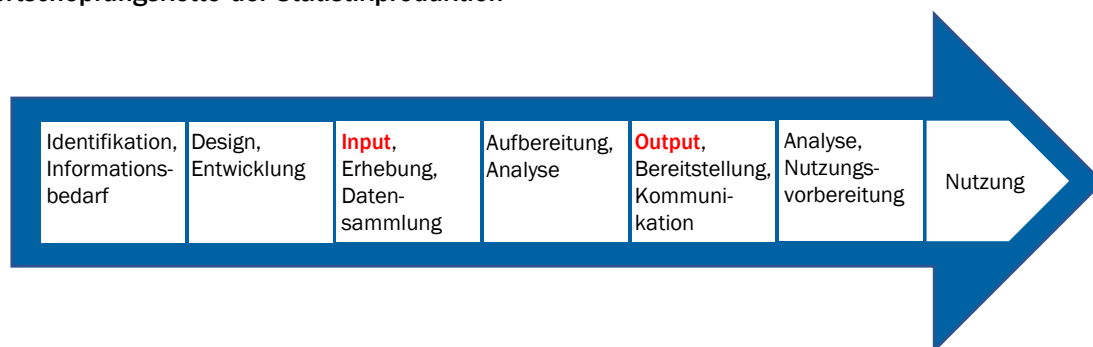 Identifikation,
Informations-
bedarf
Design,
Entwicklung
Input,
Erhebung,
Daten-
sammlung
Aufbereitung,
Analyse
Output,
Bereitstellung,
Kommuni-
kation
Analyse,
Nutzungs-
vorbereitung
Nutzung